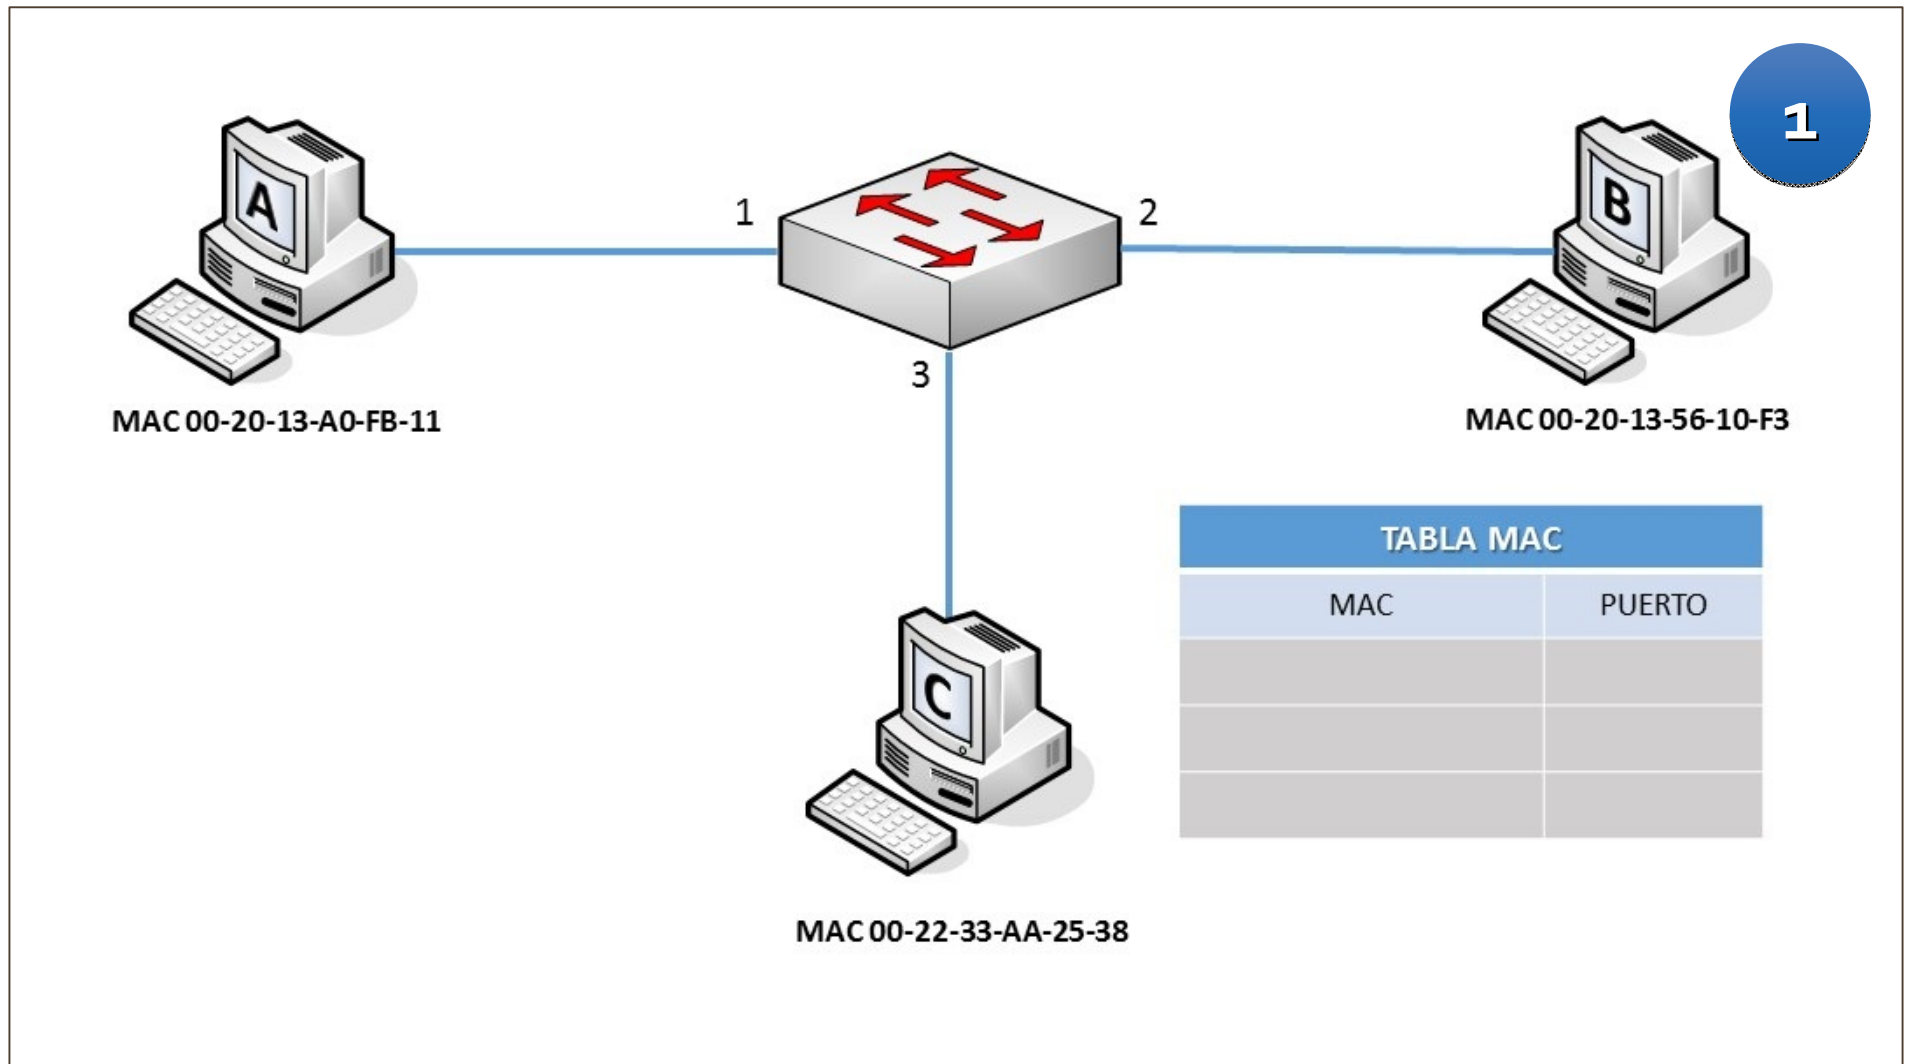 1
A
B
1
2
3
MAC 00-20-13-A0-FB-11
MAC 00-20-13-56-10-F3
TABLA MAC
MAC PUERTO
C
MAC 00-22-33-AA-25-38